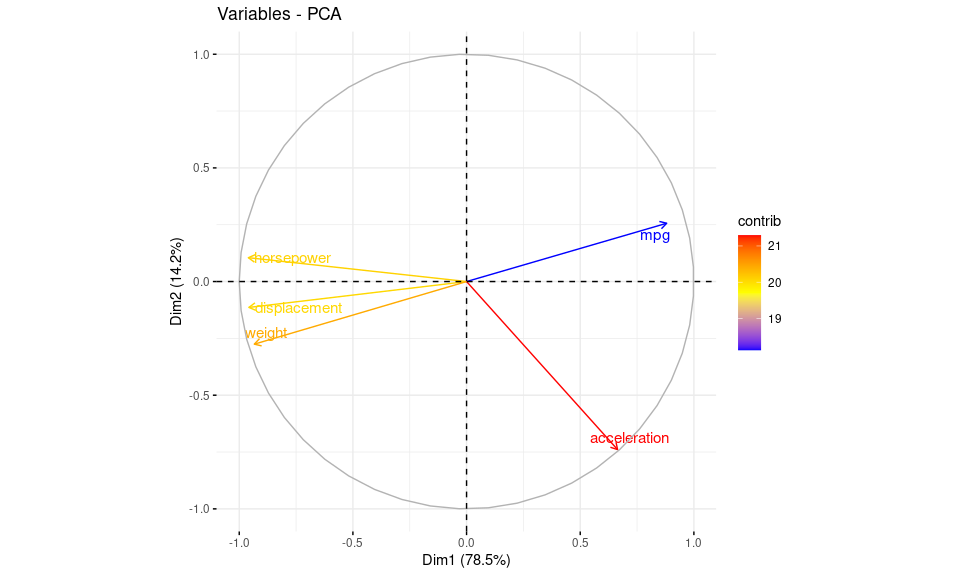 Variables - PCA
1.0
0.5
0.0
-0.5
-1.0
Dim2 (14.2%)
horsepower
displacement
weight
mpg
acceleration
-1.0
-0.5
0.0
0.5
1.0
Dim1 (78.5%)
contrib
21
20
19